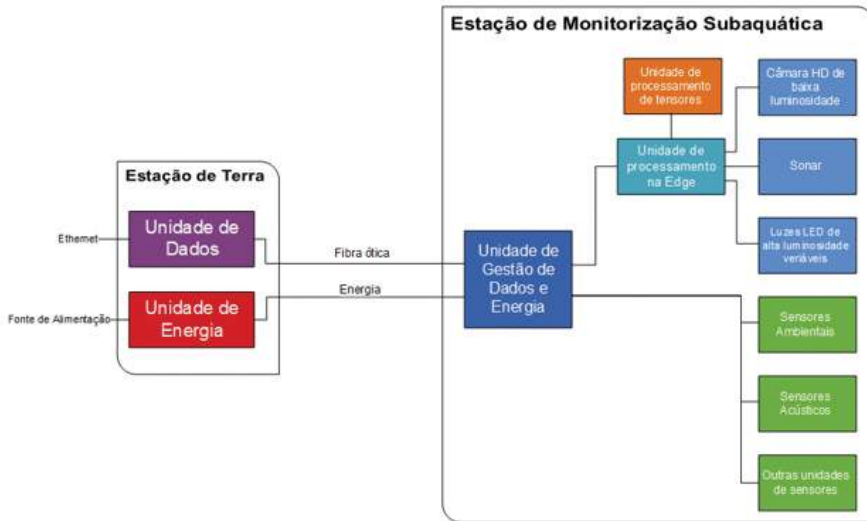 Estação de Monitorização Subaquática
Unidade de
processamento
de tensores
Câmara HD de
baixa
luminosidade
Unidade de
processamento
na Edge
Sonar
Luzes LED de
alta luminosidade
veriáveis
Estação de Terra
Ethernet
Unidade de
Dados
Fibra ótica
Fonte de Alimentação
Unidade de
Energia
Energia
Unidade de
Gestão de
Dados e
Energia
Sensores
Ambientais
Sensores
Acústicos
Outras unidades
de sensores